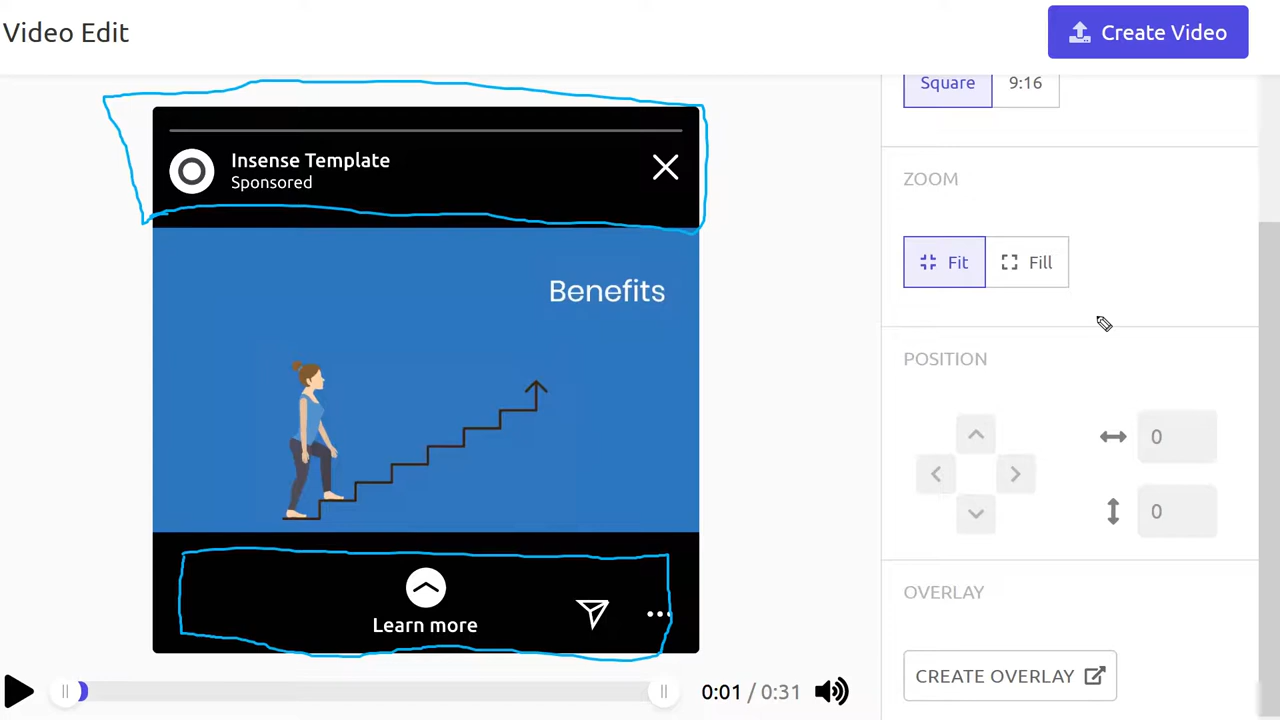 Video Edit
Create Video
Square
9:16
Insense Template
Sponsored
ZOOM
Fit
Fill
Benefits
POSITION
0
0
OVERLAY
Learn more
CREATE OVERLAY
0:01 / 0:31